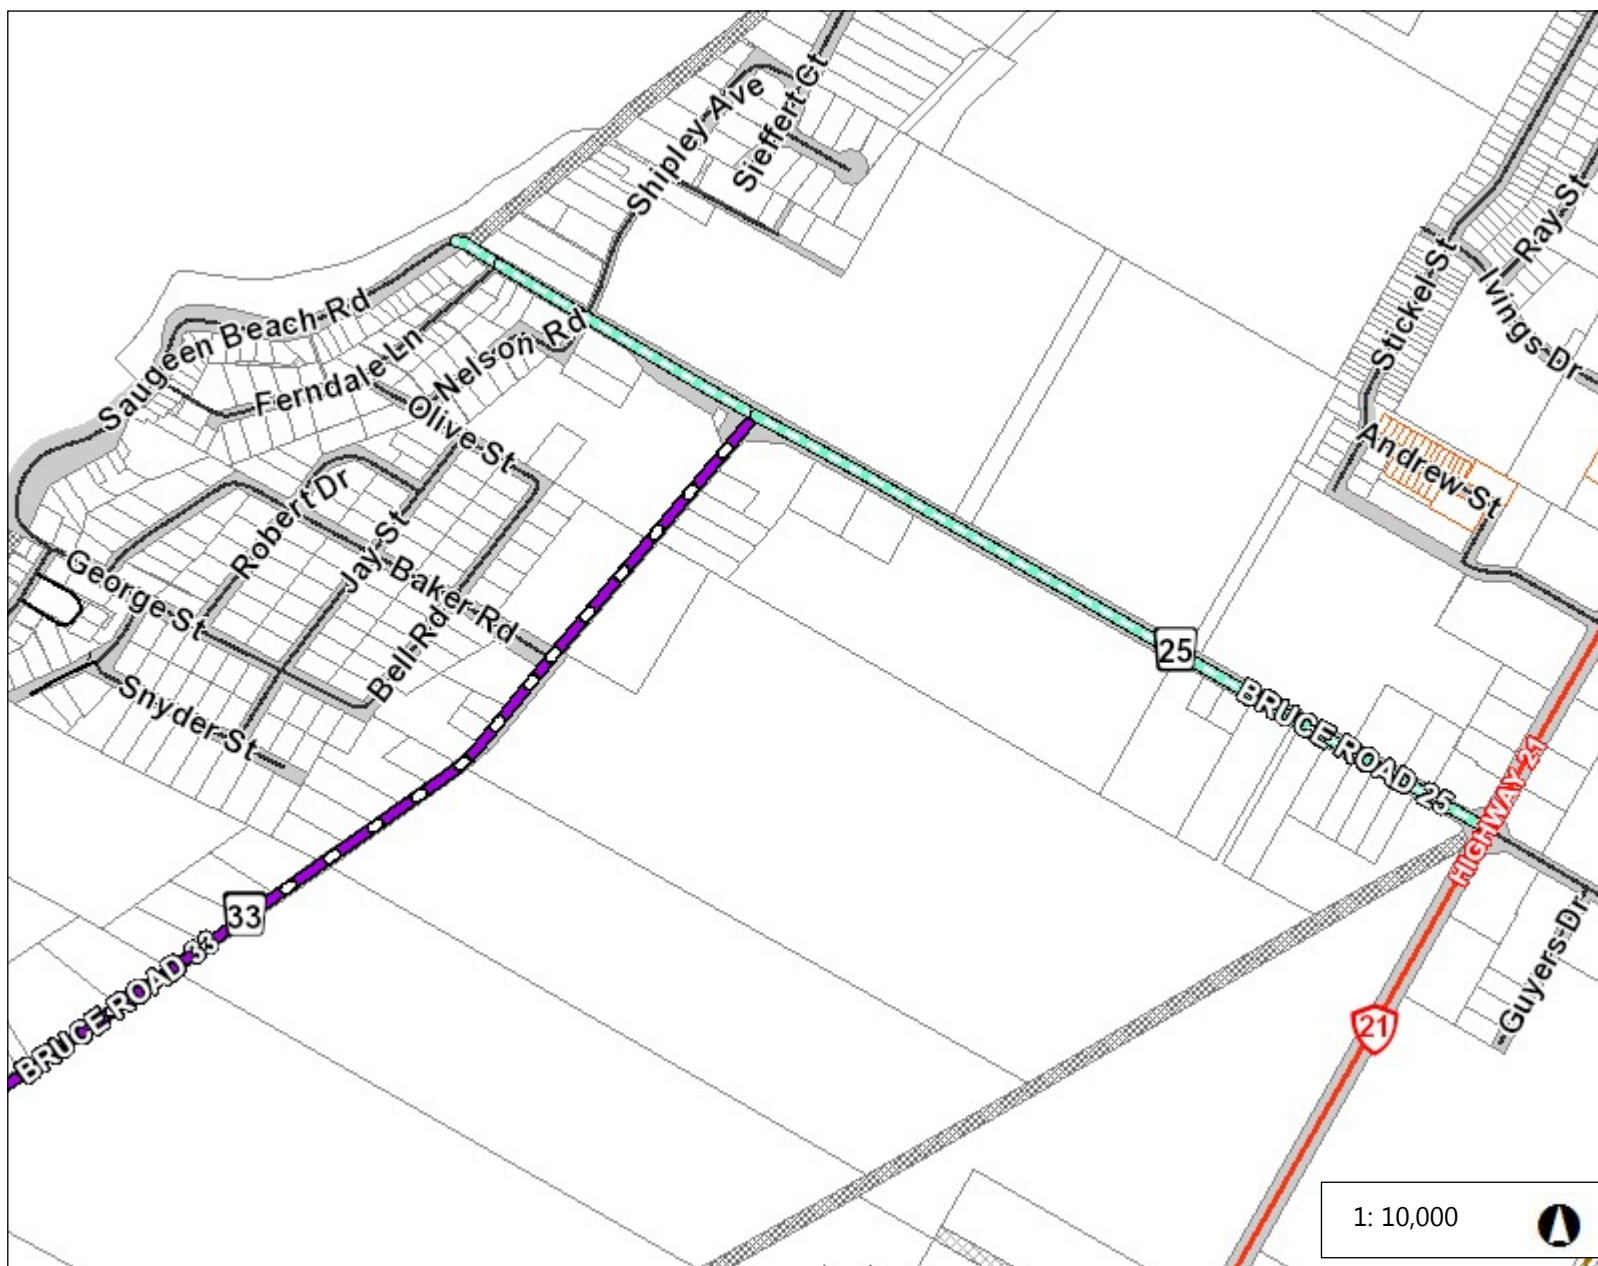 Shipley Ave
Sieffert Ct
Ray St
Stickel St
Ivings Dr
Saugeen Beach Rd
Nelson Rd
Ferndale Ln
Olive St
Andrew St
Robert Dr
Jay St
Baker Rd
George St
Bell Rd
Snyder St
25
BRUCE ROAD 25
HIGHWAY 21
33
BRUCE ROAD 33
Guyers Dr
21
1: 10,000